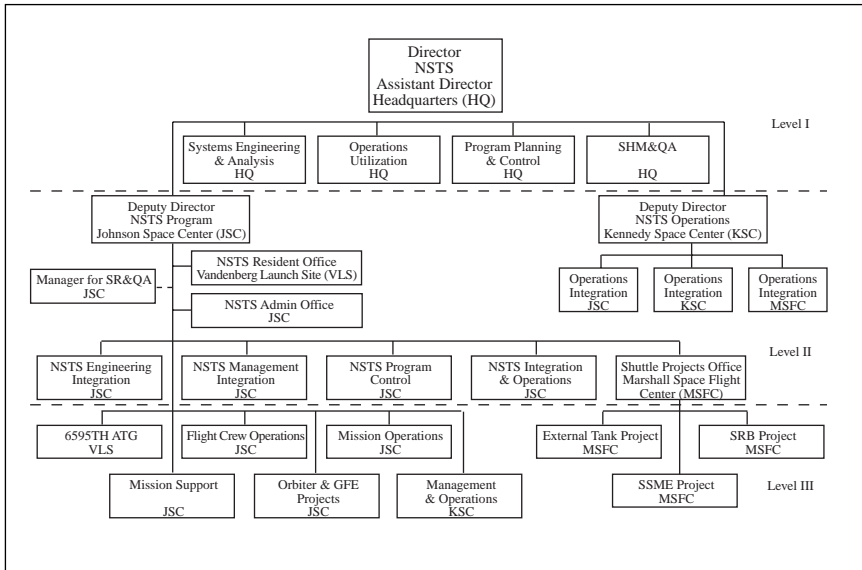 Director
NSTS
Assistant Director
Headquarters (HQ)
Level I
Systems Engineering
& Analysis
HQ
Operations
Utilization
HQ
Program Planning
& Control
HQ
SHM&QA
HQ
Deputy Director
NSTS Program
Johnson Space Center (JSC)
Deputy Director
NSTS Operations
Kennedy Space Center (KSC)
NSTS Resident Office
Vandenberg Launch Site (VLS)
Manager for SR&QA
JSC
NSTS Admin Office
JSC
Operations
Integration
JSC
Operations
Integration
KSC
Operations
Integration
MSFC
Level II
NSTS Engineering
Integration
JSC
NSTS Management
Integration
JSC
NSTS Program
Control
JSC
NSTS Integration
& Operations
JSC
Shuttle Projects Office
Marshall Space Flight
Center (MSFC)
6595TH ATG
VLS
Flight Crew Operations
JSC
Mission Operations
JSC
External Tank Project
MSFC
SRB Project
MSFC
Mission Support
JSC
Orbiter & GFE
Projects
JSC
Management
& Operations
KSC
SSME Project
MSFC
Level III